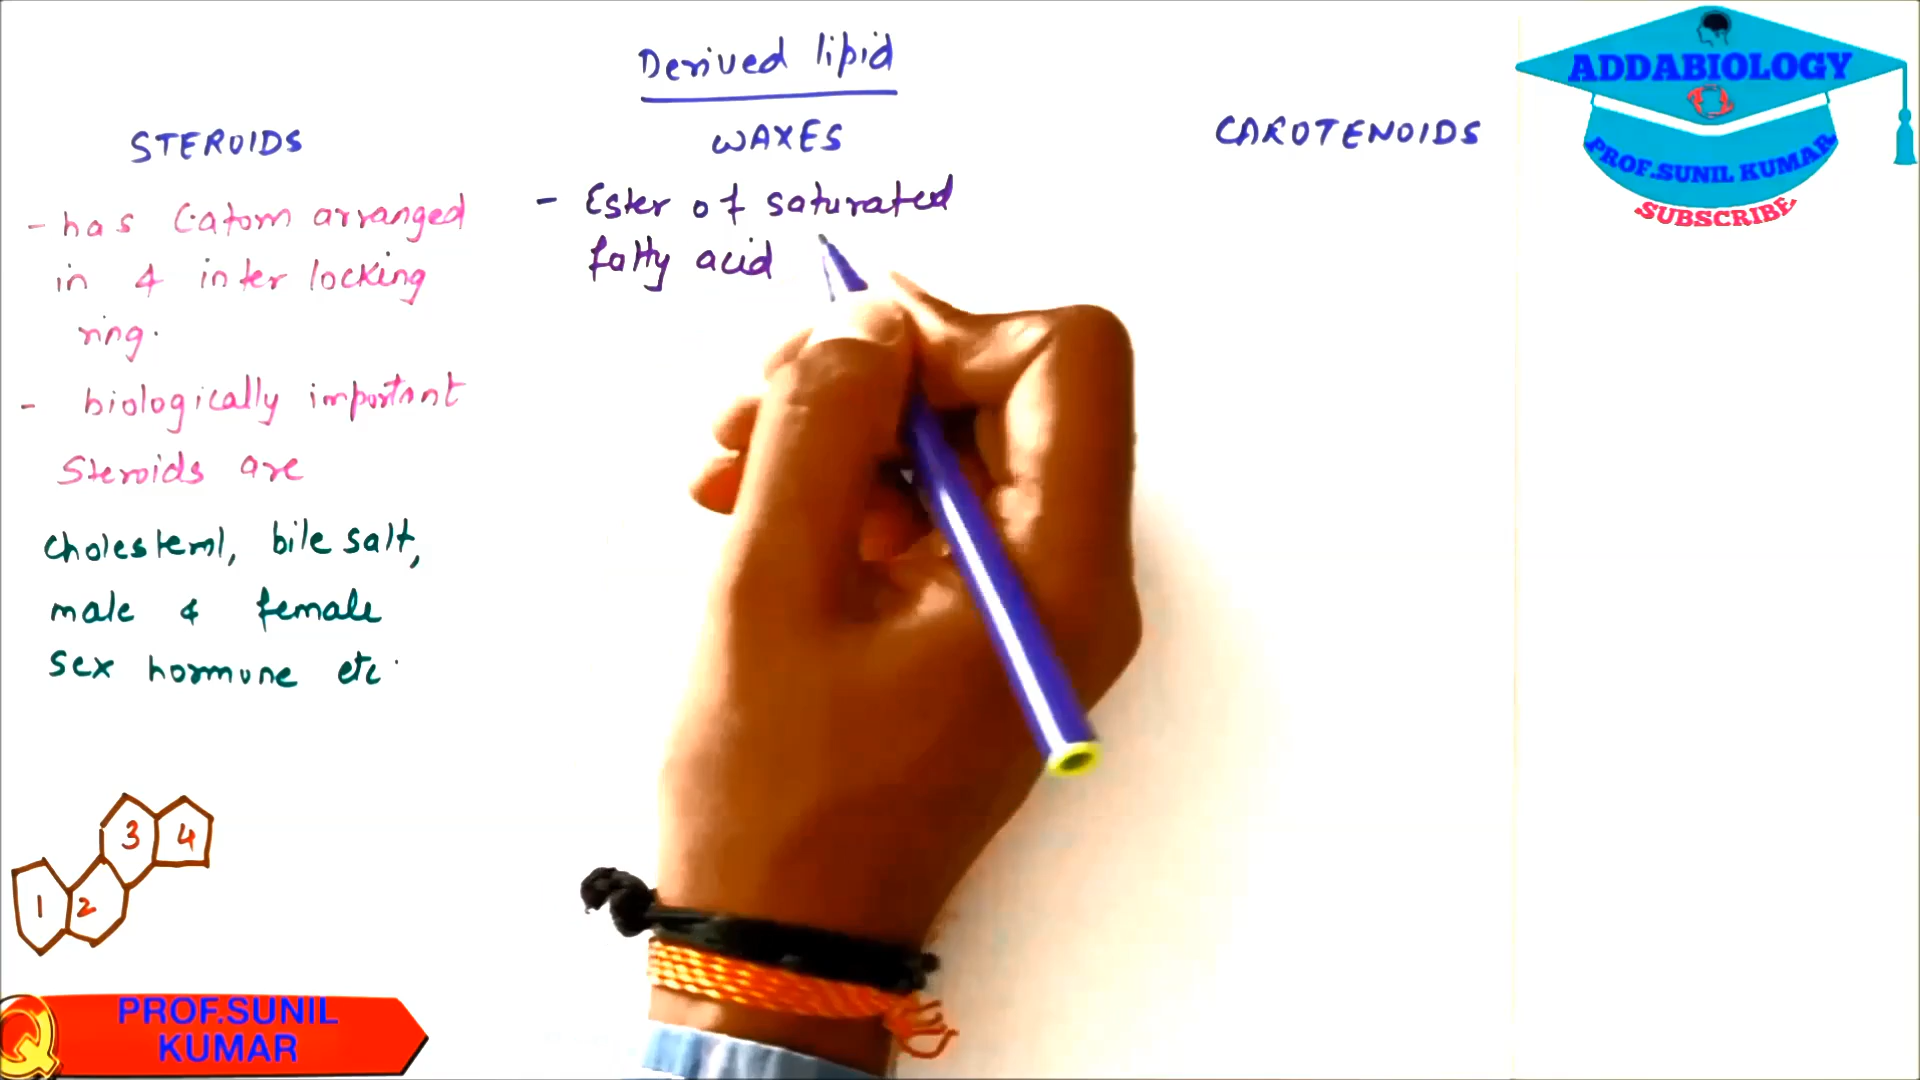 Derived lipid
STEROIDS
- has C.atom arranged
in 4 inter locking
ring.
- biologically important
Steroids are
cholesterol, bile salt,
male & female
sex hormone etc.
1
2
3
4
WAXES
- Ester of saturated
fatty acid
CAROTENOIDS
ADDABIOLOGY
PROF.SUNIL KUMAR
SUBSCRIBE
PROF.SUNIL
KUMAR